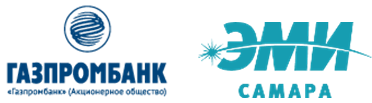 ГАЗПРОМБАНК
«Газпромбанк» (Акционерное общество)
ЭМИ
САМАРА